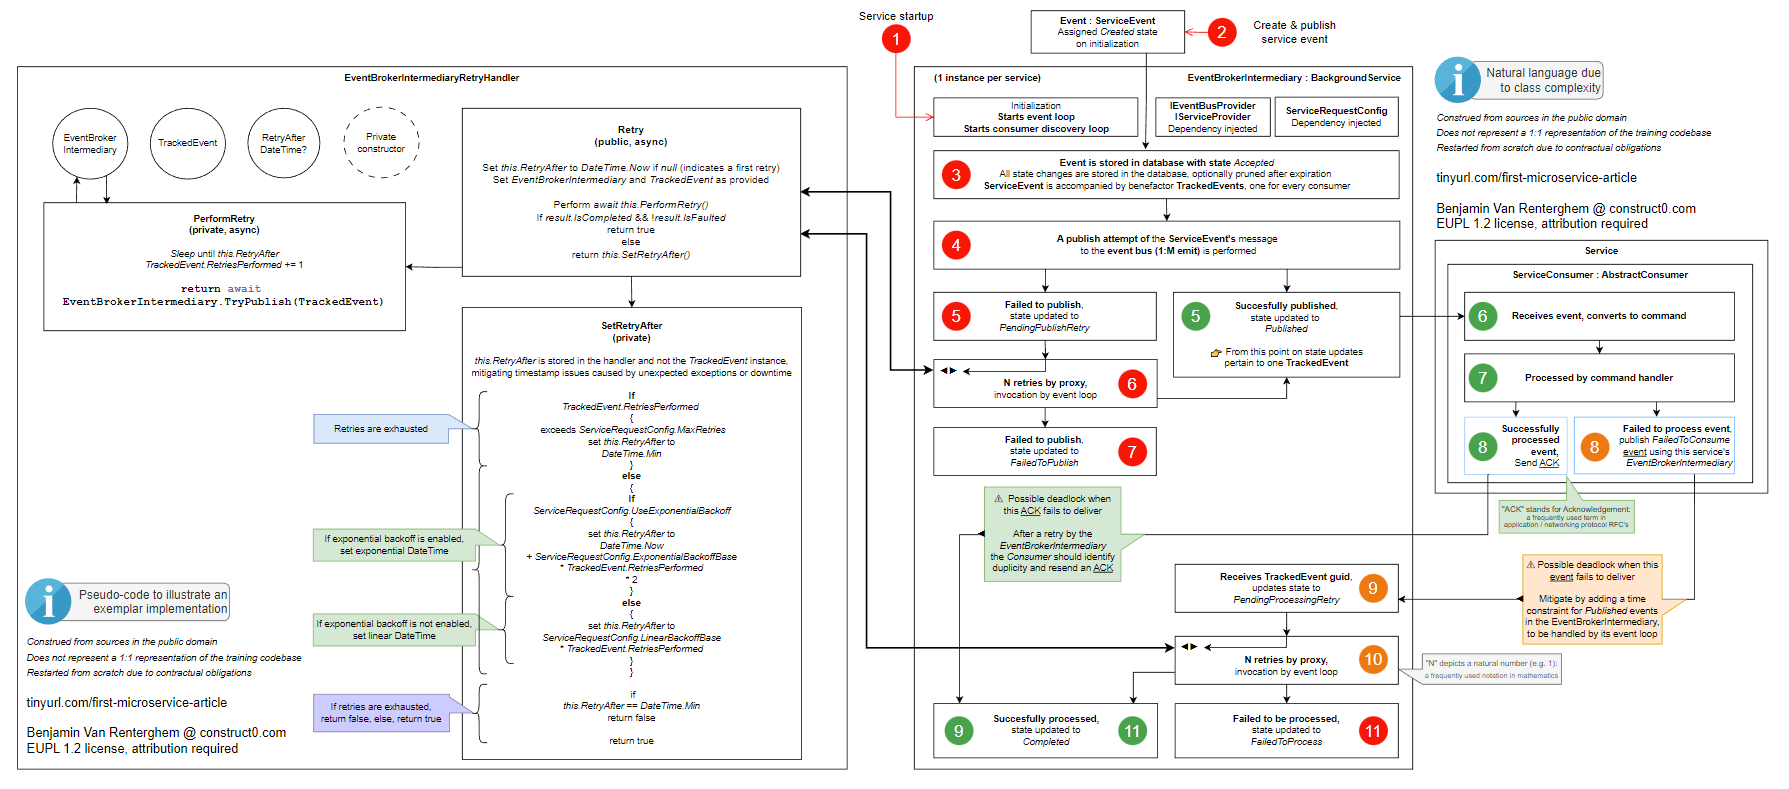 Service startup
1
Event : ServiceEvent
Assigned Created state
on initialization
2
Create & publish
service event
EventBrokerIntermediaryRetryHandler
EventBroker
Intermediary
TrackedEvent
RetryAfter
DateTime?
Private
constructor
PerformRetry
(private, async)
Sleep until this.RetryAfter
TrackedEvent.RetriesPerformed += 1
return await
EventBrokerIntermediary.TryPublish(TrackedEvent)
Retry
(public, async)
Set this.RetryAfter to DateTime.Now if null (indicates a first retry)
Set EventBrokerIntermediary and TrackedEvent as provided
Perform await this.PerformRetry()
If result.IsCompleted && !result.IsFaulted
return true
else
return this.SetRetryAfter()
SetRetryAfter
(private)
this.RetryAfter is stored in the handler and not the TrackedEvent instance,
mitigating timestamp issues caused by unexpected exceptions or downtime
If
TrackedEvent.RetriesPerformed
{
exceeds ServiceRequestConfig.MaxRetries
set this.RetryAfter to
DateTime.Min
}
else
{
If
ServiceRequestConfig.UseExponentialBackoff
{
set this.RetryAfter to
DateTime.Now
+ ServiceRequestConfig.ExponentialBackoffBase
* TrackedEvent.RetriesPerformed
* 2
}
else
{
set this.RetryAfter to
ServiceRequestConfig.LinearBackoffBase
* TrackedEvent.RetriesPerformed
}
}
if
this.RetryAfter == DateTime.Min
return false
return true
Retries are exhausted
If exponential backoff is enabled,
set exponential DateTime
If exponential backoff is not enabled,
set linear DateTime
If retries are exhausted,
return false, else, return true
i
Pseudo-code to illustrate an
exemplar implementation
Construed from sources in the public domain
Does not represent a 1:1 representation of the training codebase
Restarted from scratch due to contractual obligations
tinyurl.com/first-microservice-article
Benjamin Van Renterghem @ construct0.com
EUPL 1.2 license, attribution required
(1 instance per service)
EventBrokerIntermediary : BackgroundService
Initialization
Starts event loop
Starts consumer discovery loop
IEventBusProvider
IServiceProvider
Dependency injected
ServiceRequestConfig
Dependency injected
3
Event is stored in database with state Accepted
All state changes are stored in the database, optionally pruned after expiration
ServiceEvent is accompanied by benefactor TrackedEvents, one for every consumer
4
A publish attempt of the ServiceEvent's message
to the event bus (1:M emit) is performed
5
Failed to publish,
state updated to
PendingPublishRetry
5
Succesfully published,
state updated to
Published
👉 From this point on state updates
pertain to one TrackedEvent
N retries by proxy,
invocation by event loop
6
Failed to publish,
state updated to
FailedToPublish
7
⚠ Possible deadlock when
this ACK fails to deliver
After a retry by the
EventBrokerIntermediary
the Consumer should identify
duplicity and resend an ACK
Receives TrackedEvent guid,
updates state to
PendingProcessingRetry
9
N retries by proxy,
invocation by event loop
10
9
Succesfully processed,
state updated to
Completed
11
Failed to be processed,
state updated to
FailedToProcess
11
i
Natural language due
to class complexity
Construed from sources in the public domain
Does not represent a 1:1 representation of the training codebase
Restarted from scratch due to contractual obligations
tinyurl.com/first-microservice-article
Benjamin Van Renterghem @ construct0.com
EUPL 1.2 license, attribution required
Service
ServiceConsumer : AbstractConsumer
6
Receives event, converts to command
7
Processed by command handler
8
Successfully
processed
event,
Send ACK
8
Failed to process event,
publish FailedToConsume
event using this service's
EventBrokerIntermediary
"ACK" stands for Acknowledgement:
a frequently used term in
application / networking protocol RFC's
⚠ Possible deadlock when this
event fails to deliver
Mitigate by adding a time
constraint for Published events
in the EventBrokerIntermediary,
to be handled by its event loop
"N" depicts a natural number (e.g. 1):
a frequently used notation in mathematics